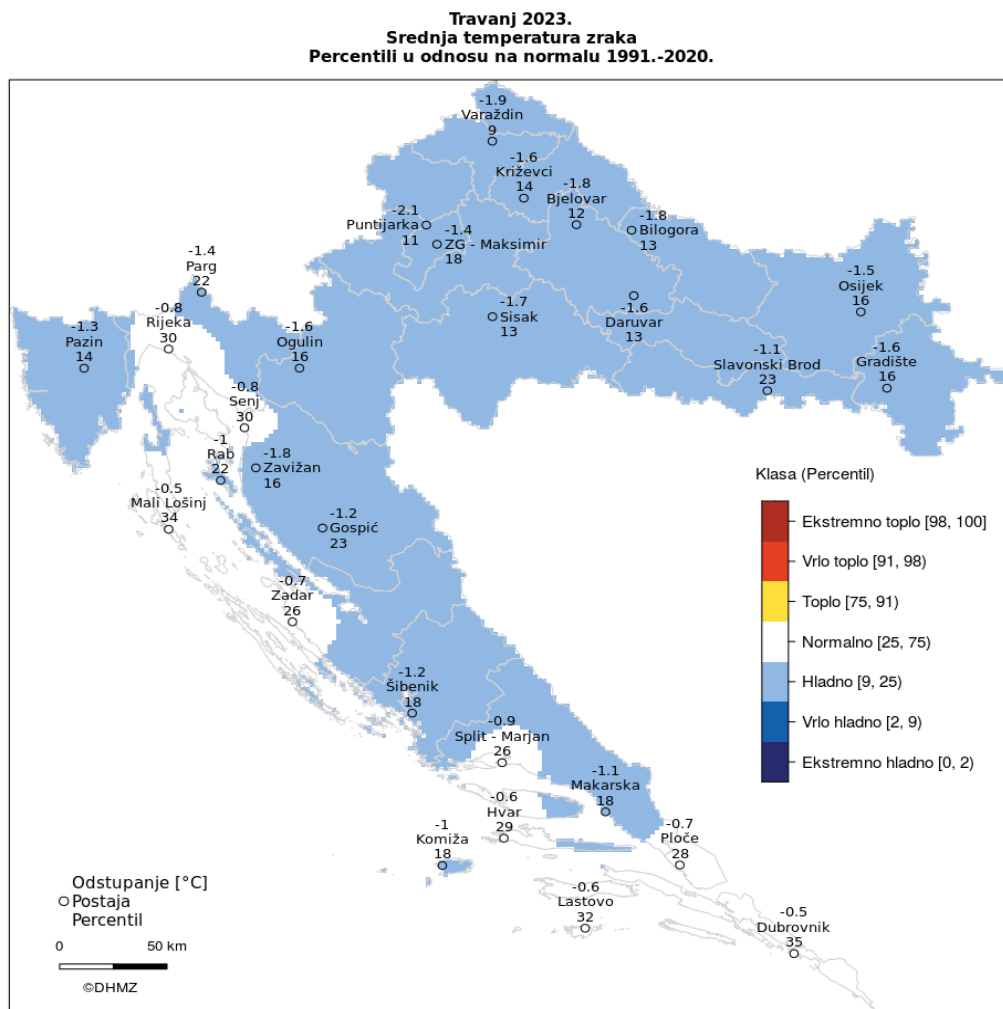 Travanj 2023.
Srednja temperatura zraka
Percentili u odnosu na normalu 1991.-2020.
-1.9
Varaždin
9
-1.6
Križevci
14
-1.8
Bjelovar
12
-2.1
Puntijarka
11
-1.4
ZG - Maksimir
18
-1.8
Bilogora
13
-1.4
Parg
22
-1.5
Osijek
16
-0.8
Rijeka
30
-1.7
Sisak
13
-1.6
Daruvar
13
-1.3
Pazin
14
-1.6
Ogulin
16
-1.1
Slavonski Brod
23
-1.6
Gradište
16
-0.8
Senj
30
-1
Rab
22
-1.8
Zavižan
16
-0.5
Mali Lošinj
34
-1.2
Gospić
23
-0.7
Zadar
26
-1.2
Šibenik
18
-0.9
Split - Marjan
26
-1.1
Makarska
18
-0.6
Hvar
29
-1
Komiža
18
-0.7
Ploče
28
-0.6
Lastovo
32
-0.5
Dubrovnik
35
Klasa (Percentil)
Ekstremno toplo [98, 100]
Vrlo toplo [91, 98)
Toplo [75, 91)
Normalno [25, 75)
Hladno [9, 25)
Vrlo hladno [2, 9)
Ekstremno hladno [0, 2)
Odstupanje [°C]
Postaja
Percentil
0 50 km
©DHMZ